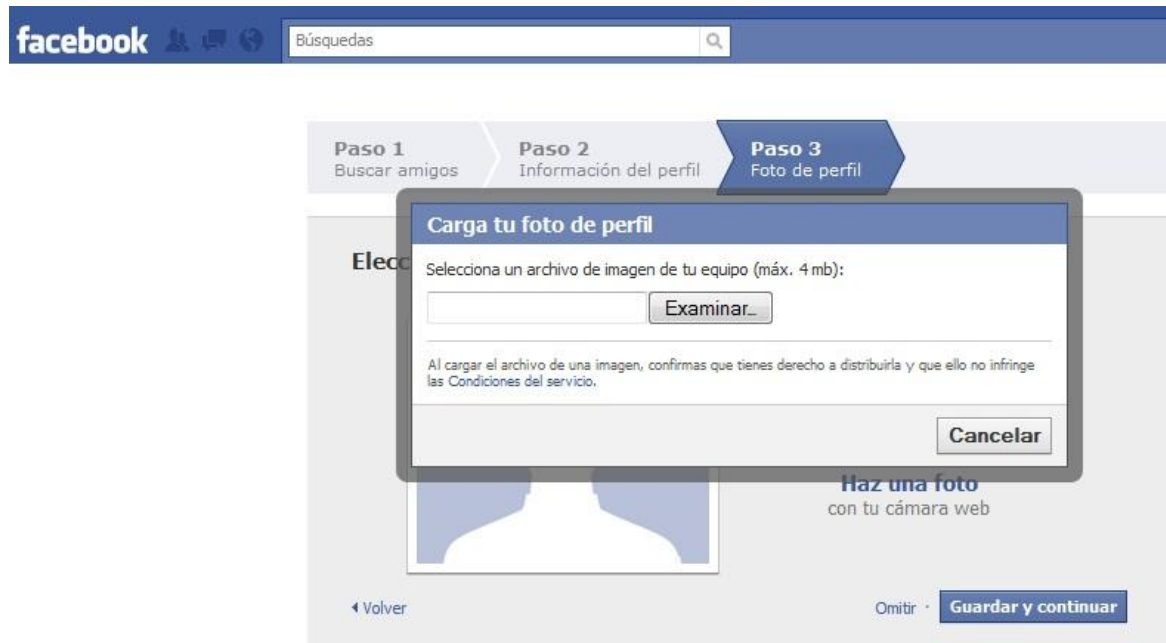 facebook
Búsquedas
Paso 1
Buscar amigos
Paso 2
Información del perfil
Paso 3
Foto de perfil
Carga tu foto de perfil
Selecciona un archivo de imagen de tu equipo (máx. 4 mb):
Examinar...
Al cargar el archivo de una imagen, confirmas que tienes derecho a distribuirla y que ello no infringe
las Condiciones del servicio.
Cancelar
Haz una foto
con tu cámara web
Volver
Omitir · Guardar y continuar